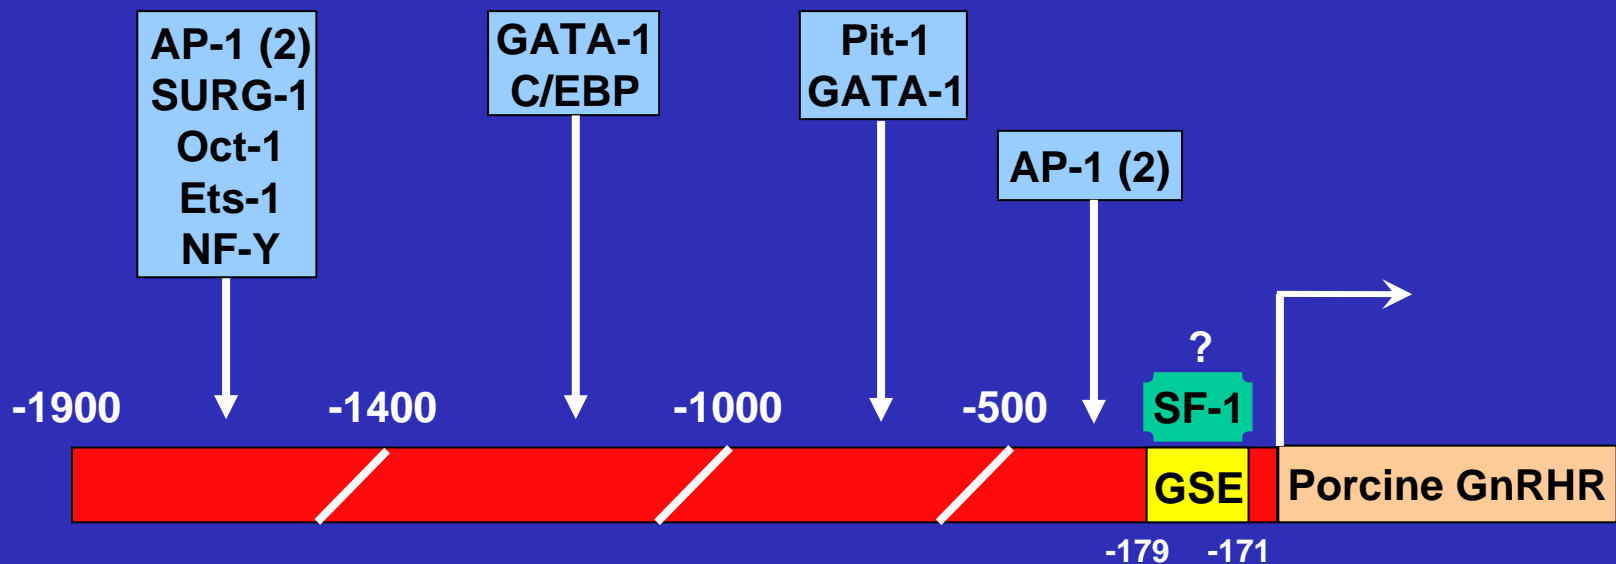 AP-1 (2)
SURG-1
Oct-1
Ets-1
NF-Y
GATA-1
C/EBP
Pit-1
GATA-1
AP-1 (2)
?
-1900
-1400
-1000
-500
SF-1
GSE
Porcine GnRHR
-179
-171